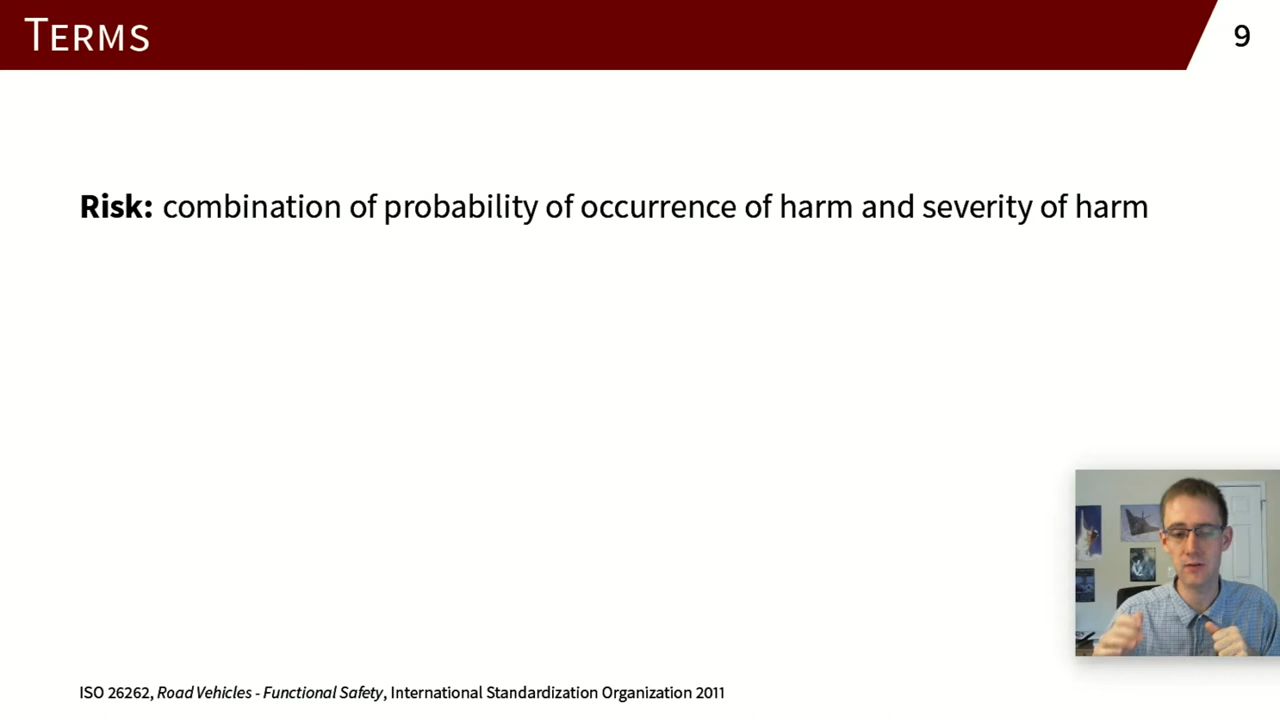 TERMS
9
Risk: combination of probability of occurrence of harm and severity of harm
ISO 26262, Road Vehicles - Functional Safety, International Standardization Organization 2011